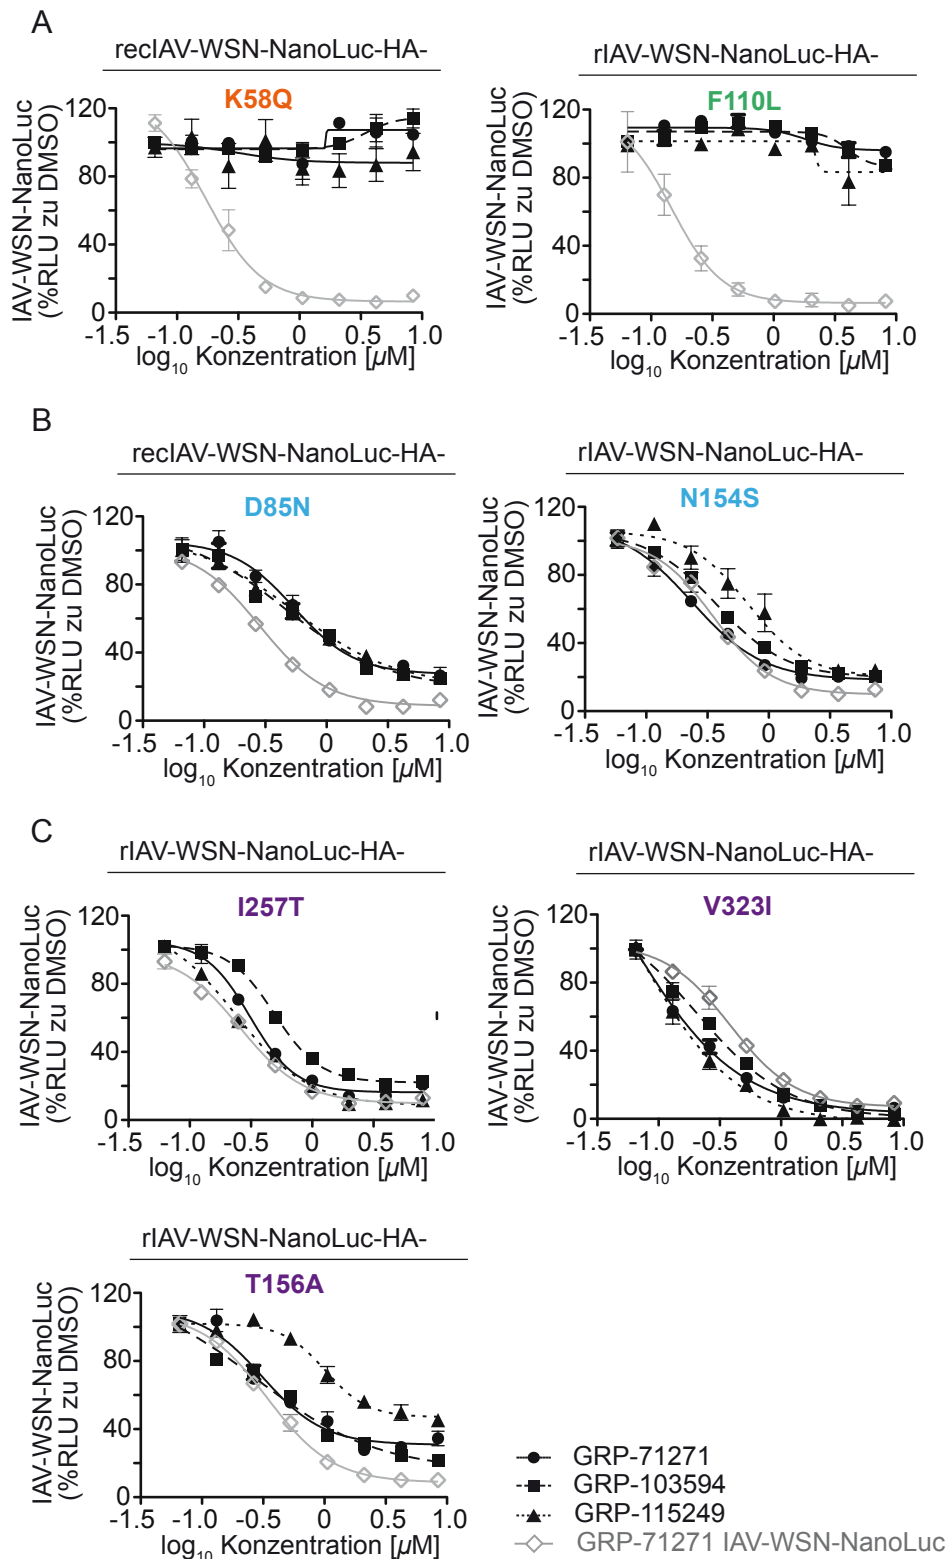 A
recIAV-WSN-NanoLuc-HA-
K58Q
IAV-WSN-NanoLuc
(%RLU zu DMSO)
120
80
40
0
-1.5 -1.0 -0.5 0 0.5 1.0
log10 Konzentration [µM]
rIAV-WSN-NanoLuc-HA-
F110L
IAV-WSN-NanoLuc
(%RLU zu DMSO)
120
80
40
0
-1.5 -1.0 -0.5 0 0.5 1.0
log10 Konzentration [µM]
B
recIAV-WSN-NanoLuc-HA-
D85N
IAV-WSN-NanoLuc
(%RLU zu DMSO)
120
80
40
0
-1.5 -1.0 -0.5 0 0.5 1.0
log10 Konzentration [µM]
rIAV-WSN-NanoLuc-HA-
N154S
IAV-WSN-NanoLuc
(%RLU zu DMSO)
120
80
40
0
-1.5 -1.0 -0.5 0 0.5 1.0
log10 Konzentration [µM]
C
rIAV-WSN-NanoLuc-HA-
I257T
IAV-WSN-NanoLuc
(%RLU zu DMSO)
120
80
40
0
-1.5 -1.0 -0.5 0 0.5 1.0
log10 Konzentration [µM]
rIAV-WSN-NanoLuc-HA-
V323I
IAV-WSN-NanoLuc
(%RLU zu DMSO)
120
80
40
0
-1.5 -1.0 -0.5 0 0.5 1.0
log10 Konzentration [µM]
rIAV-WSN-NanoLuc-HA-
T156A
IAV-WSN-NanoLuc
(%RLU zu DMSO)
120
80
40
0
-1.5 -1.0 -0.5 0 0.5 1.0
log10 Konzentration [µM]
GRP-71271
GRP-103594
GRP-115249
GRP-71271 IAV-WSN-NanoLuc